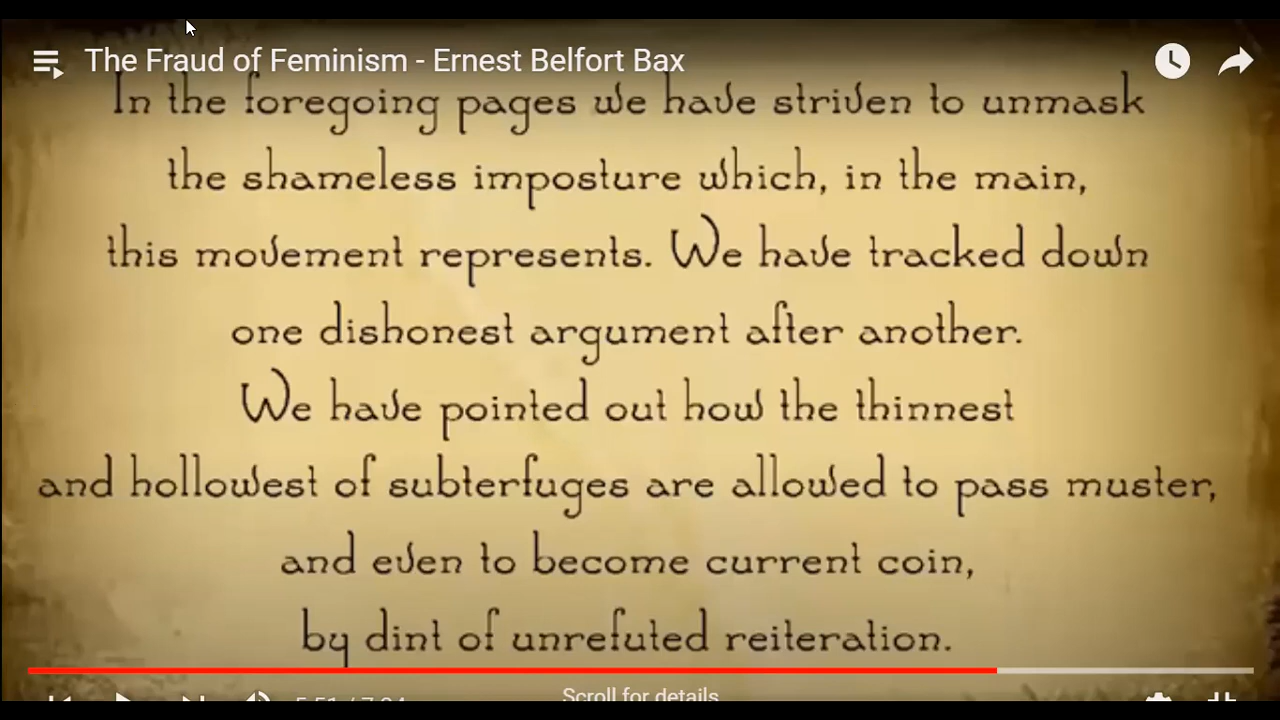 The Fraud of Feminism - Ernest Belfort Bax
In the foregoing pages we have striven to unmask
the shameless imposture which, in the main,
this movement represents. We have tracked down
one dishonest argument after another.
We have pointed out how the thinnest
and hollowest of subterfuges are allowed to pass muster,
and even to become current coin,
by dint of unrefuted reiteration.
Scroll for details